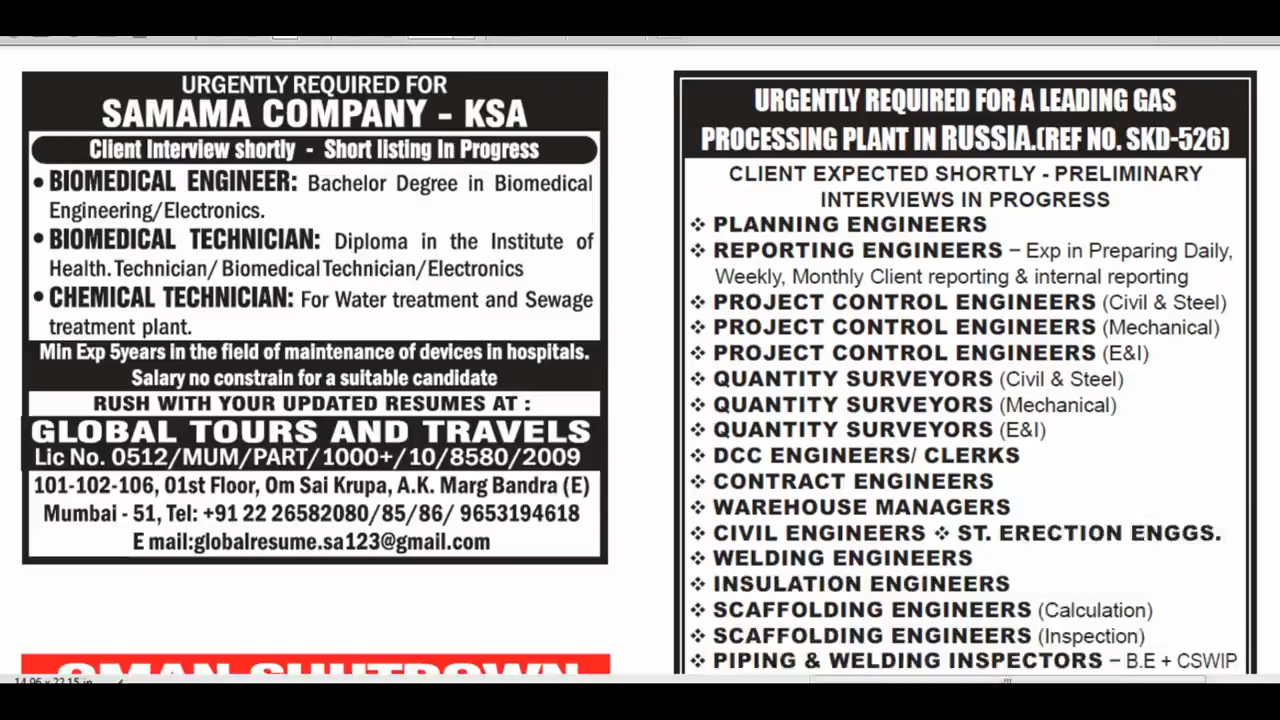 URGENTLY REQUIRED FOR
SAMAMA COMPANY - KSA
Client Interview shortly - Short listing In Progress
• BIOMEDICAL ENGINEER: Bachelor Degree in Biomedical
Engineering/Electronics.
• BIOMEDICAL TECHNICIAN: Diploma in the Institute of
Health. Technician/ Biomedical Technician/Electronics
• CHEMICAL TECHNICIAN: For Water treatment and Sewage
treatment plant.
Min Exp 5years in the field of maintenance of devices in hospitals.
Salary no constrain for a suitable candidate
RUSH WITH YOUR UPDATED RESUMES AT :
GLOBAL TOURS AND TRAVELS
Lic No. 0512/MUM/PART/1000+/10/8580/2009
101-102-106, 01st Floor, Om Sai Krupa, A.K. Marg Bandra (E)
Mumbai - 51, Tel: +91 22 26582080/85/86/ 9653194618
E mail:globalresume.sa123@gmail.com
OMAN SHUTDOWN
14.96 x 22.15 in
URGENTLY REQUIRED FOR A LEADING GAS
PROCESSING PLANT IN RUSSIA.(REF NO. SKD-526)
CLIENT EXPECTED SHORTLY - PRELIMINARY
INTERVIEWS IN PROGRESS
❖ PLANNING ENGINEERS
❖ REPORTING ENGINEERS – Exp in Preparing Daily,
Weekly, Monthly Client reporting & internal reporting
❖ PROJECT CONTROL ENGINEERS (Civil & Steel)
❖ PROJECT CONTROL ENGINEERS (Mechanical)
❖ PROJECT CONTROL ENGINEERS (E&I)
❖ QUANTITY SURVEYORS (Civil & Steel)
❖ QUANTITY SURVEYORS (Mechanical)
❖ QUANTITY SURVEYORS (E&I)
❖ DCC ENGINEERS/ CLERKS
❖ CONTRACT ENGINEERS
❖ WAREHOUSE MANAGERS
❖ CIVIL ENGINEERS ❖ ST. ERECTION ENGGS.
❖ WELDING ENGINEERS
❖ INSULATION ENGINEERS
❖ SCAFFOLDING ENGINEERS (Calculation)
❖ SCAFFOLDING ENGINEERS (Inspection)
❖ PIPING & WELDING INSPECTORS – B.E + CSWIP